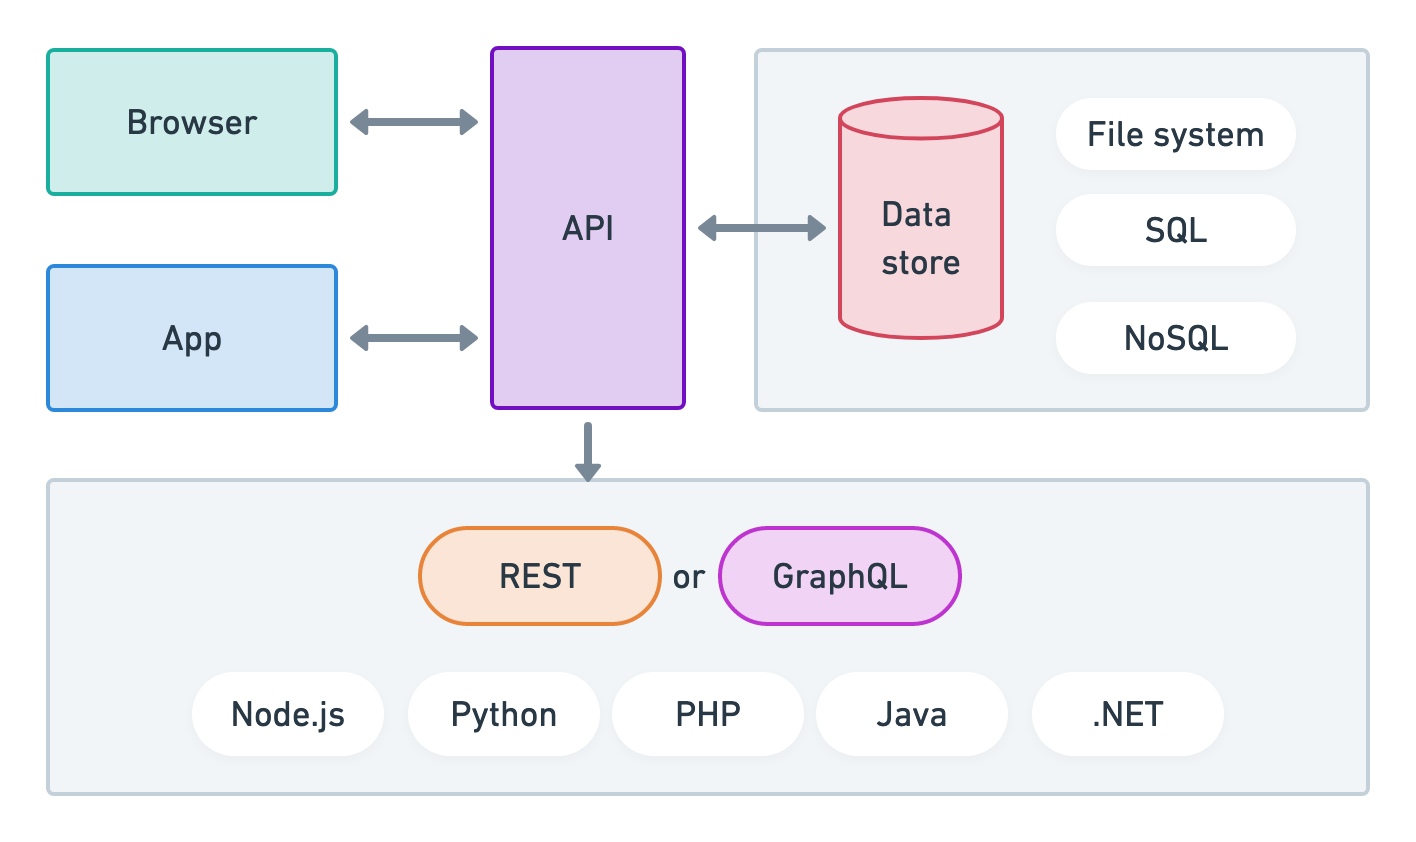 Browser
API
File system
Data
store
SQL
App
NoSQL
REST or GraphQL
Node.js Python PHP Java .NET